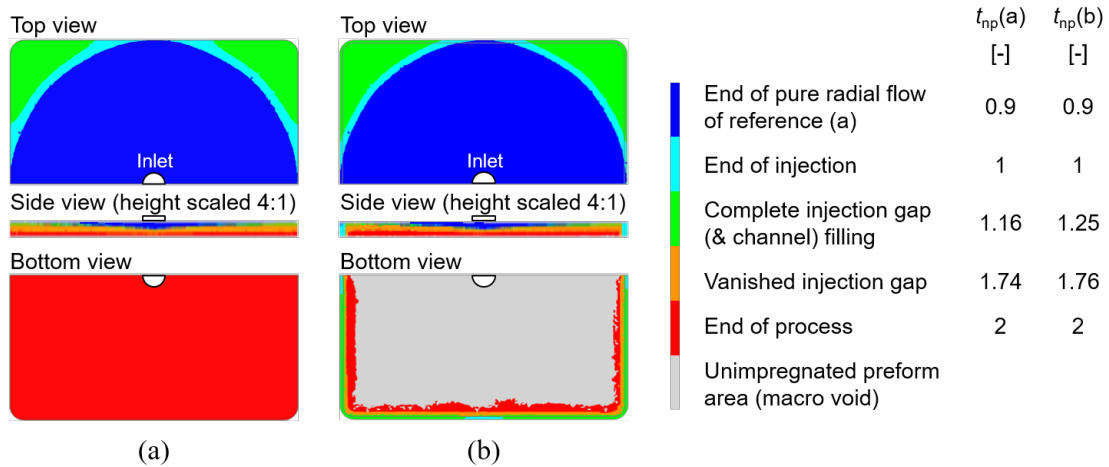 Top view
Inlet
Side view (height scaled 4:1)
Bottom view
(a)
Top view
Inlet
Side view (height scaled 4:1)
Bottom view
(b)
tnp(a) tnp(b)
[-] [-]
End of pure radial flow
of reference (a) 0.9 0.9
End of injection 1 1
Complete injection gap
(& channel) filling 1.16 1.25
Vanished injection gap 1.74 1.76
End of process 2 2
Unimpregnated preform
area (macro void)